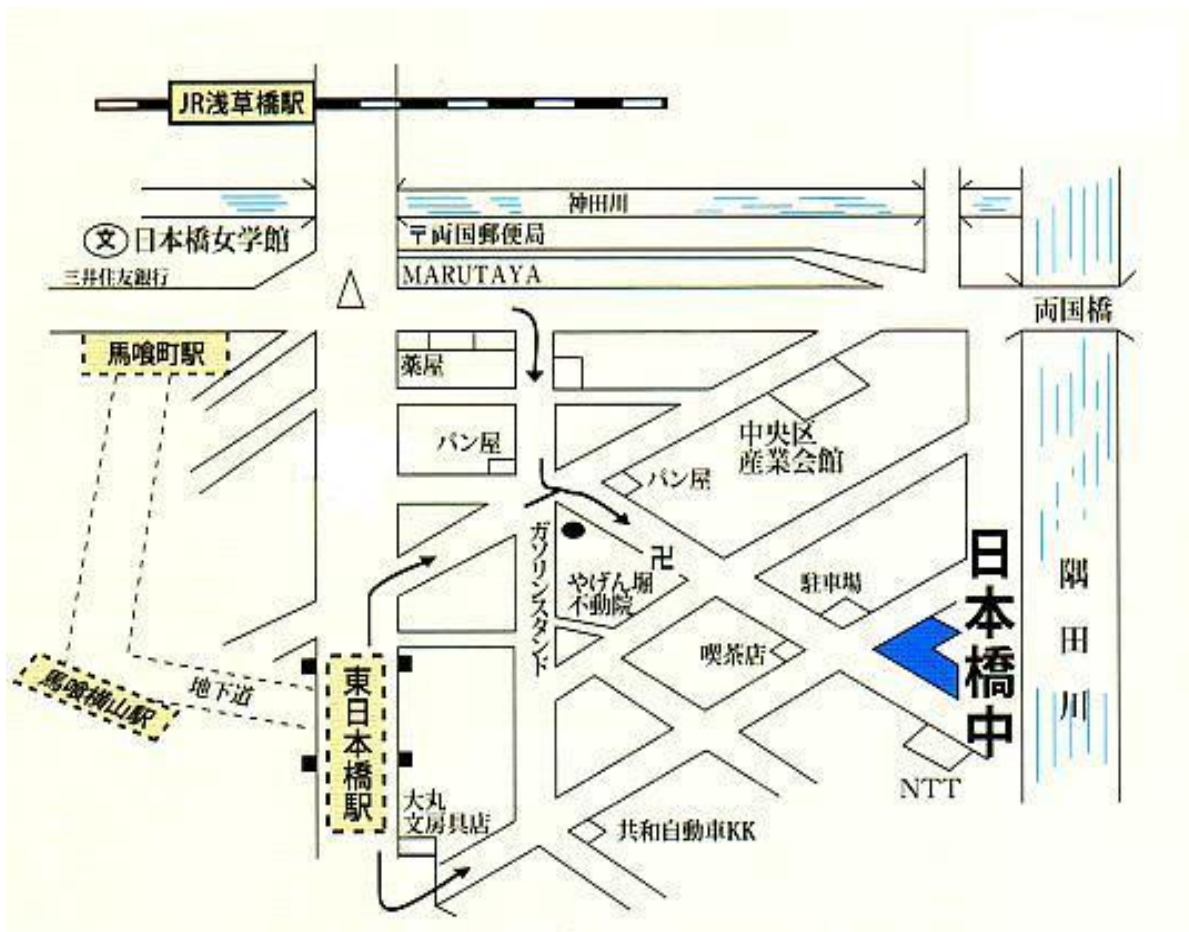 JR浅草橋駅
神田川
文
日本橋女学館
〒両国郵便局
三井住友銀行
MARUTAYA
両国橋
馬喰町駅
薬屋
パン屋
中央区
産業会館
パン屋
ガソリンスタンド
卍
やげん堀
不動院
駐車場
日本橋中
隅田川
喫茶店
馬喰横山駅
地下道
東日本橋駅
NTT
大丸
文房具店
共和自動車KK